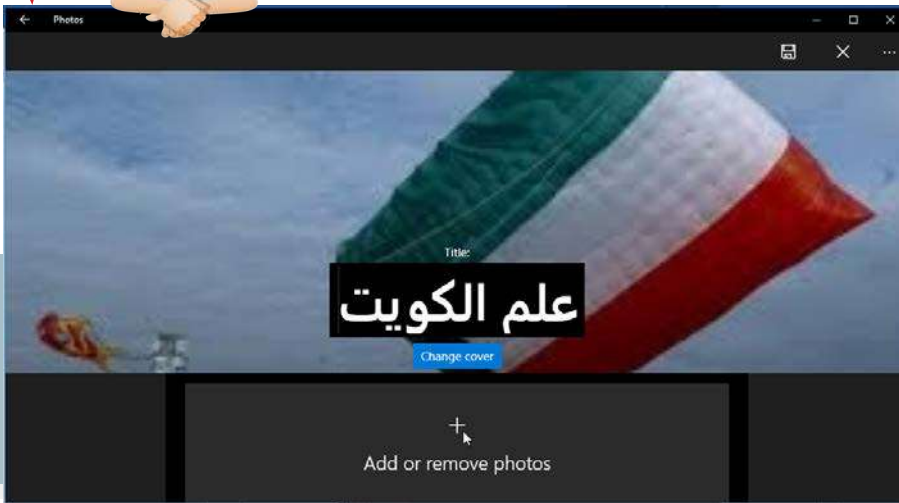 Photos
Title:
علم الكويت
Change cover
Add or remove photos